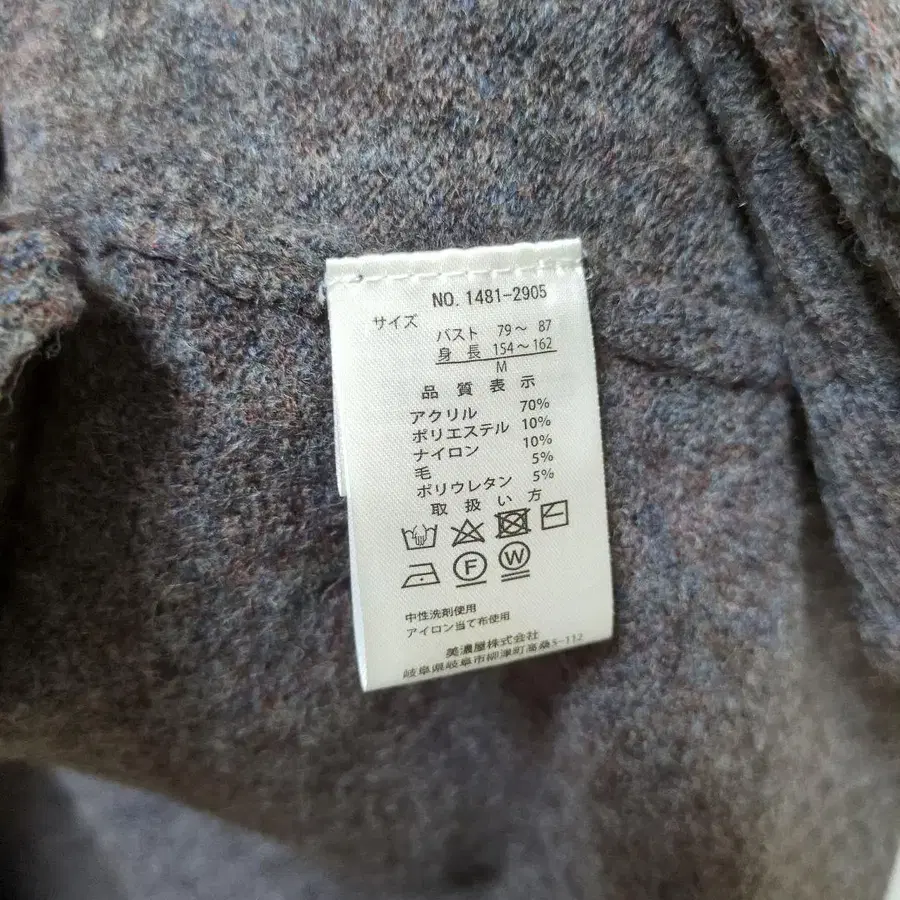 NO. 1481-2905
サイズ
バスト 79～ 87
身 長 154～162
M
品 質 表 示
アクリル 70%
ポリエステル 10%
ナイロン 10%
毛 5%
ポリウレタン 5%
取 扱 い 方
F W
中性洗剤使用
アイロン当て布使用
美濃屋株式会社
岐阜県岐阜市柳津町高桑5-112